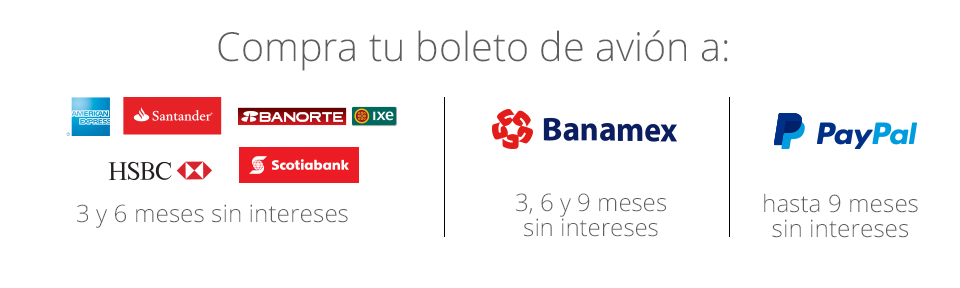 Compra tu boleto de avión a:
AMERICAN
EXPRESS
Santander
BANORTE
IXE
HSBC
Scotiabank
3 y 6 meses sin intereses
Banamex
3, 6 y 9 meses
sin intereses
PayPal
hasta 9 meses
sin intereses